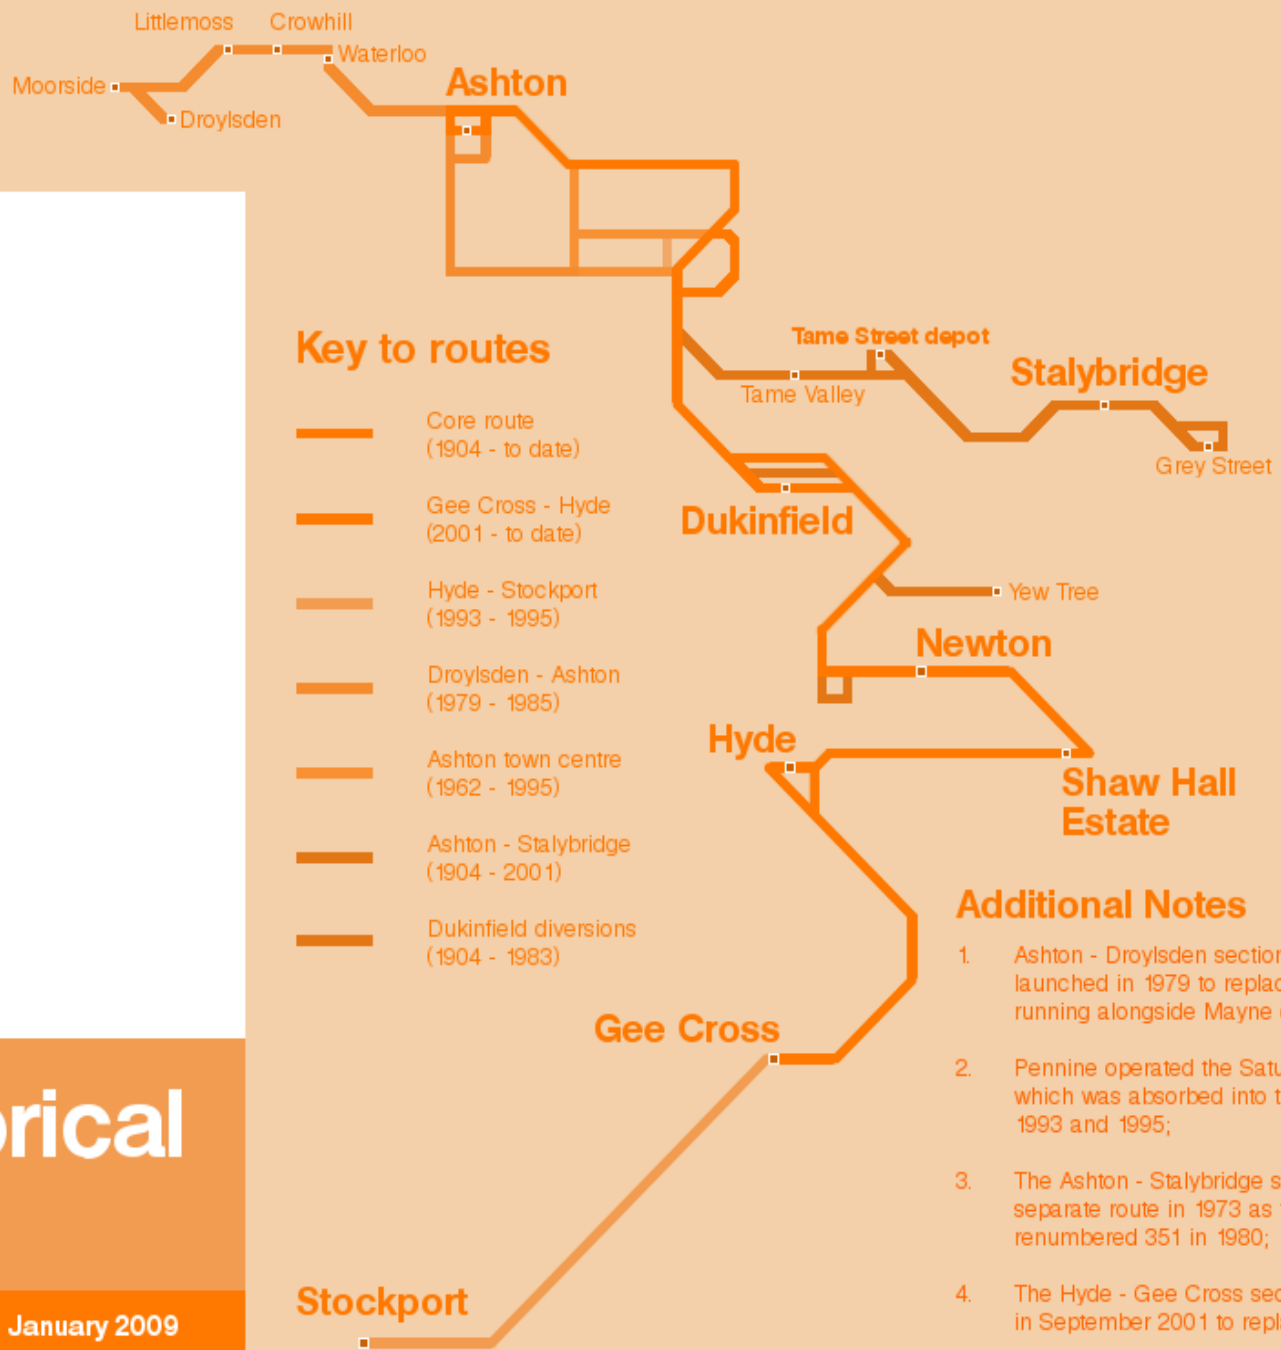 Littlemoss
Crowhill
Waterloo
Moorside
Droylsden
Ashton
Tame Street depot
Stalybridge
Tame Valley
Grey Street
Dukinfield
Yew Tree
Newton
Hyde
Shaw Hall
Estate
Gee Cross
Stockport
Key to routes
Core route
(1904 - to date)
Gee Cross - Hyde
(2001 - to date)
Hyde - Stockport
(1993 - 1995)
Droylsden - Ashton
(1979 - 1985)
Ashton town centre
(1962 - 1995)
Ashton - Stalybridge
(1904 - 2001)
Dukinfield diversions
(1904 - 1983)
Additional Notes
1. Ashton - Droylsden section
launched in 1979 to replac
running alongside Mayne
2. Pennine operated the Satu
which was absorbed into t
1993 and 1995;
3. The Ashton - Stalybridge s
separate route in 1973 as
renumbered 351 in 1980;
4. The Hyde - Gee Cross sec
in September 2001 to repl
orical
January 2009